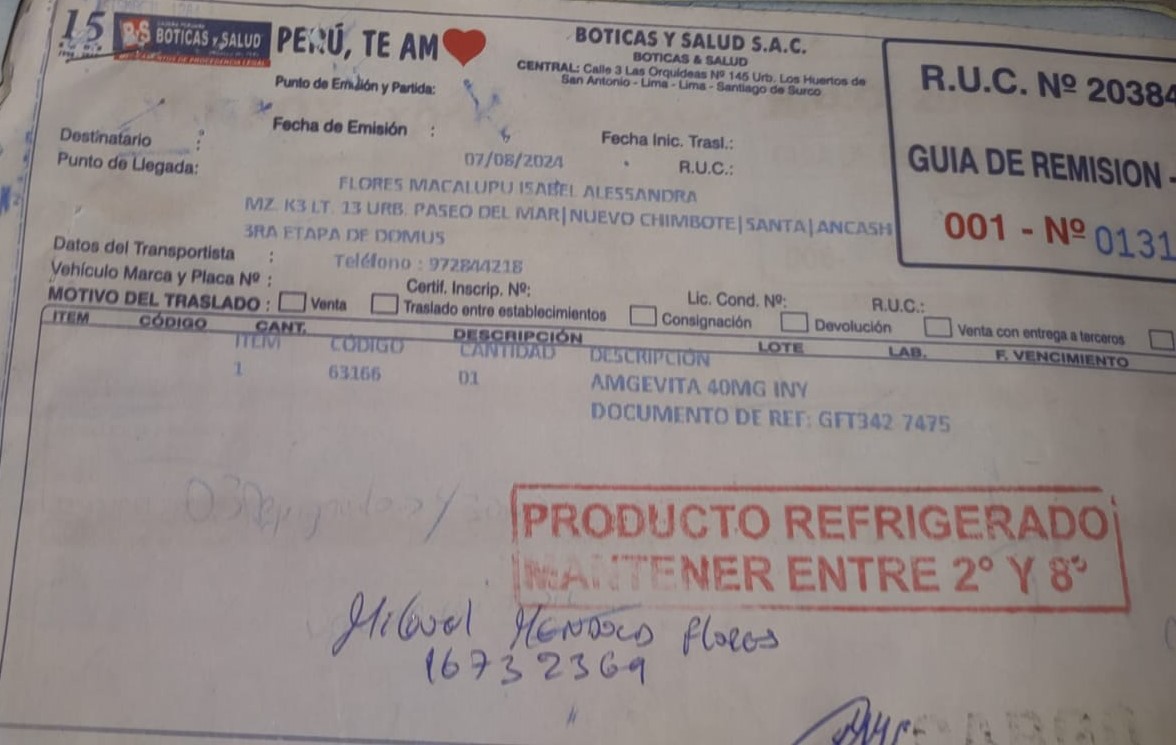 15 B&S BOTICAS y SALUD PERÚ, TE AM
BOTICAS Y SALUD S.A.C.
BOTICAS & SALUD
CENTRAL: Calle 3 Las Orquídeas Nº 145 Urb. Los Huertos de
San Antonio - Lima - Lima - Santiago de Surco
R.U.C. Nº 20384
GUIA DE REMISION -
001 - Nº 0131
Punto de Emisión y Partida:
Fecha de Emisión :
Fecha Inic. Trasl.:
Destinatario :
07/08/2024
R.U.C.:
Punto de Llegada:
FLORES MACALUPU ISABEL ALESSANDRA
MZ. K3 LT. 13 URB. PASEO DEL MAR|NUEVO CHIMBOTE|SANTA|ANCASH
3RA ETAPA DE DOMUS
Datos del Transportista :
Teléfono : 972844218
Vehículo Marca y Placa Nº :
Certif. Inscrip. Nº:
Lic. Cond. Nº:
R.U.C.:
MOTIVO DEL TRASLADO : Venta Traslado entre establecimientos Consignación Devolución Venta con entrega a terceros
ITEM CÓDIGO CANT. DESCRIPCIÓN LOTE LAB. F. VENCIMIENTO
ITEM CÓDIGO CANTIDAD DESCRIPCIÓN
1 63166 01 AMGEVITA 40MG INY
DOCUMENTO DE REF: GFT342 7475
PRODUCTO REFRIGERADO
MANTENER ENTRE 2° Y 8°
Flores
16732369